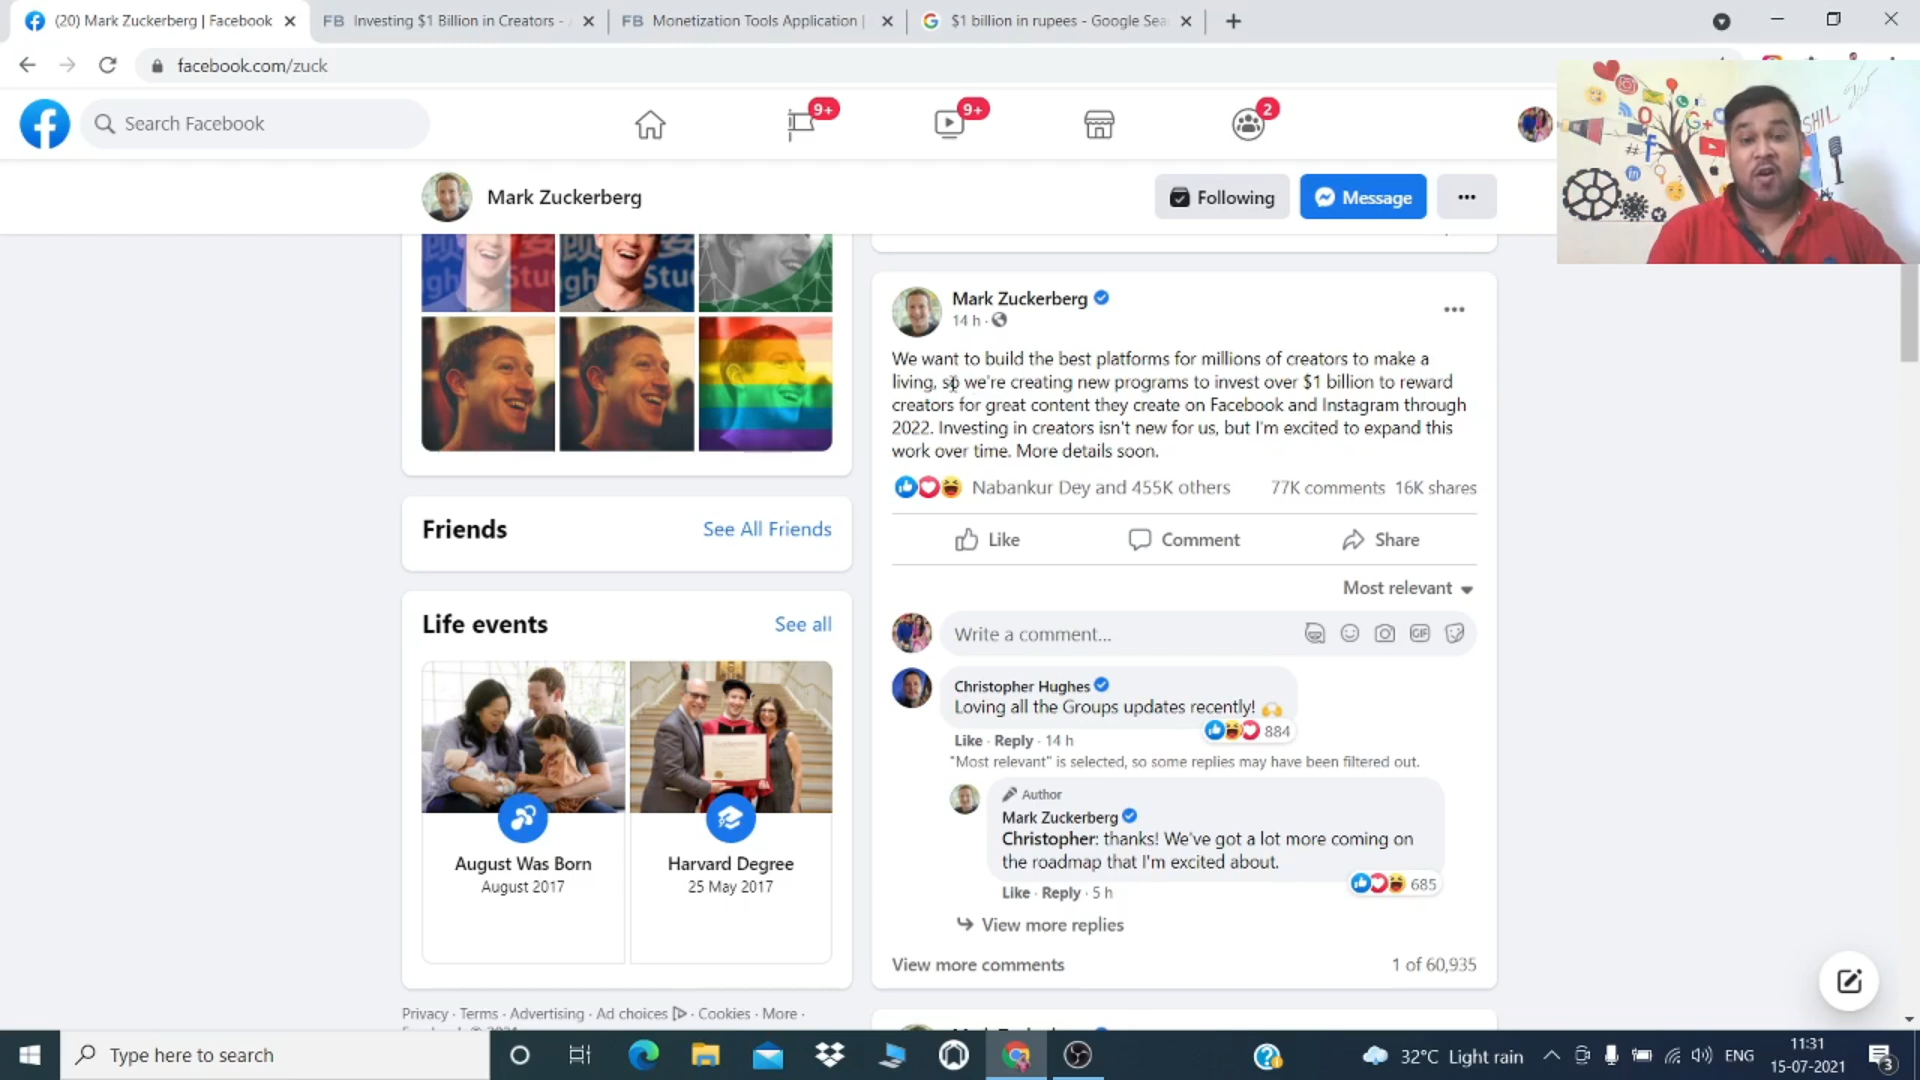 (20) Mark Zuckerberg | Facebook
FB Investing $1 Billion in Creators -
FB Monetization Tools Application |
$1 billion in rupees - Google Sea
facebook.com/zuck
Search Facebook
9+
9+
2
Mark Zuckerberg
Following
Message
Mark Zuckerberg
14 h ·
We want to build the best platforms for millions of creators to make a
living, so we're creating new programs to invest over $1 billion to reward
creators for great content they create on Facebook and Instagram through
2022. Investing in creators isn't new for us, but I'm excited to expand this
work over time. More details soon.
Nabankur Dey and 455K others
77K comments 16K shares
Like
Comment
Share
Most relevant
Write a comment...
GIF
Christopher Hughes
Loving all the Groups updates recently!
884
Like · Reply · 14 h
"Most relevant" is selected, so some replies may have been filtered out.
Author
Mark Zuckerberg
Christopher: thanks! We've got a lot more coming on
the roadmap that I'm excited about.
685
Like · Reply · 5 h
View more replies
View more comments
1 of 60,935
Friends
See All Friends
Life events
See all
August Was Born
August 2017
Harvard Degree
25 May 2017
Privacy · Terms · Advertising · Ad choices · Cookies · More ·
Type here to search
32°C Light rain
ENG
11:31
15-07-2021
3